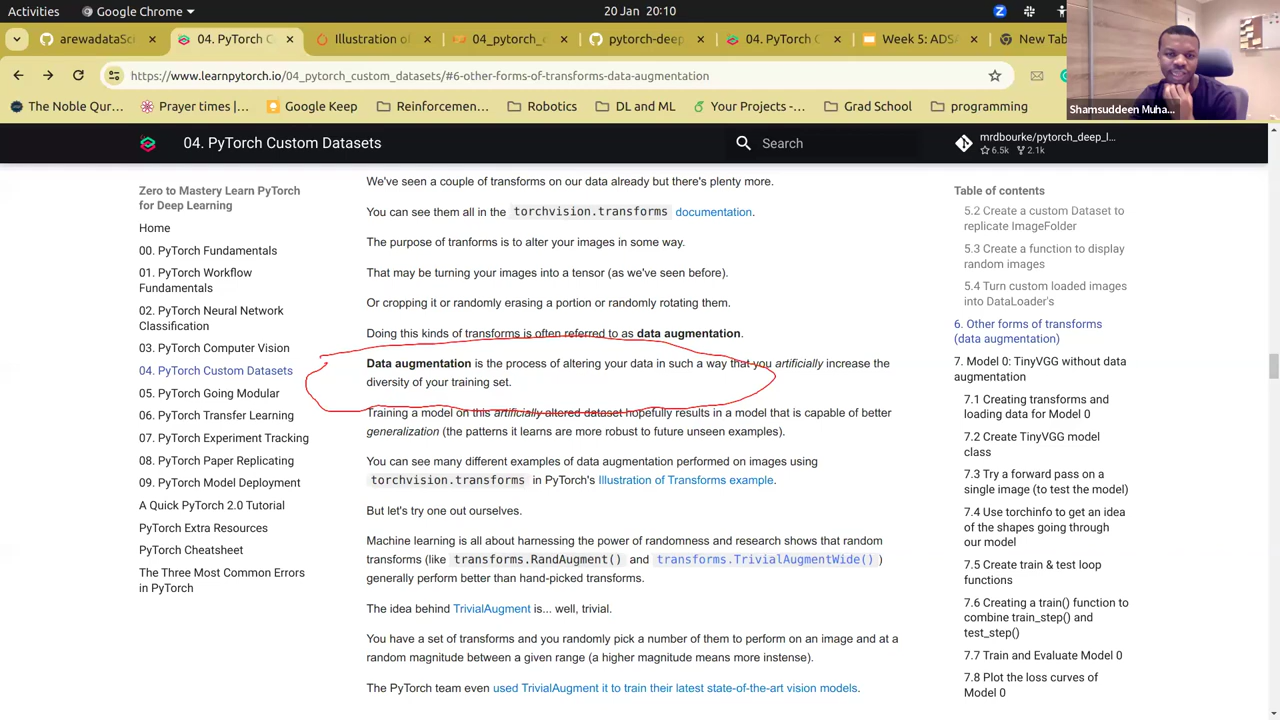 Activities
Google Chrome
20 Jan 20:10
arewadataSci
04. PyTorch C
Illustration of
04_pytorch_c
pytorch-deep
04. PyTorch C
Week 5: ADSA
New Tab
https://www.learnpytorch.io/04_pytorch_custom_datasets/#6-other-forms-of-transforms-data-augmentation
The Noble Qur...
Prayer times |...
Google Keep
Reinforcemen...
Robotics
DL and ML
Your Projects -...
Grad School
programming
Shamsuddeen Muha...
04. PyTorch Custom Datasets
Search
mrdbourke/pytorch_deep_l...
6.5k 2.1k
Zero to Mastery Learn PyTorch
for Deep Learning
Home
00. PyTorch Fundamentals
01. PyTorch Workflow
Fundamentals
02. PyTorch Neural Network
Classification
03. PyTorch Computer Vision
04. PyTorch Custom Datasets
05. PyTorch Going Modular
06. PyTorch Transfer Learning
07. PyTorch Experiment Tracking
08. PyTorch Paper Replicating
09. PyTorch Model Deployment
A Quick PyTorch 2.0 Tutorial
PyTorch Extra Resources
PyTorch Cheatsheet
The Three Most Common Errors
in PyTorch
We've seen a couple of transforms on our data already but there's plenty more.
You can see them all in the torchvision.transforms documentation.
The purpose of tranforms is to alter your images in some way.
That may be turning your images into a tensor (as we've seen before).
Or cropping it or randomly erasing a portion or randomly rotating them.
Doing this kinds of transforms is often referred to as data augmentation.
Data augmentation is the process of altering your data in such a way that you artificially increase the
diversity of your training set.
Training a model on this artificially altered dataset hopefully results in a model that is capable of better
generalization (the patterns it learns are more robust to future unseen examples).
You can see many different examples of data augmentation performed on images using
torchvision.transforms in PyTorch's Illustration of Transforms example.
But let's try one out ourselves.
Machine learning is all about harnessing the power of randomness and research shows that random
transforms (like transforms.RandAugment() and transforms.TrivialAugmentWide())
generally perform better than hand-picked transforms.
The idea behind TrivialAugment is... well, trivial.
You have a set of transforms and you randomly pick a number of them to perform on an image and at a
random magnitude between a given range (a higher magnitude means more instense).
The PyTorch team even used TrivialAugment it to train their latest state-of-the-art vision models.
Table of contents
5.2 Create a custom Dataset to
replicate ImageFolder
5.3 Create a function to display
random images
5.4 Turn custom loaded images
into DataLoader's
6. Other forms of transforms
(data augmentation)
7. Model 0: TinyVGG without data
augmentation
7.1 Creating transforms and
loading data for Model 0
7.2 Create TinyVGG model
class
7.3 Try a forward pass on a
single image (to test the model)
7.4 Use torchinfo to get an idea
of the shapes going through
our model
7.5 Create train & test loop
functions
7.6 Creating a train() function to
combine train_step() and
test_step()
7.7 Train and Evaluate Model 0
7.8 Plot the loss curves of
Model 0